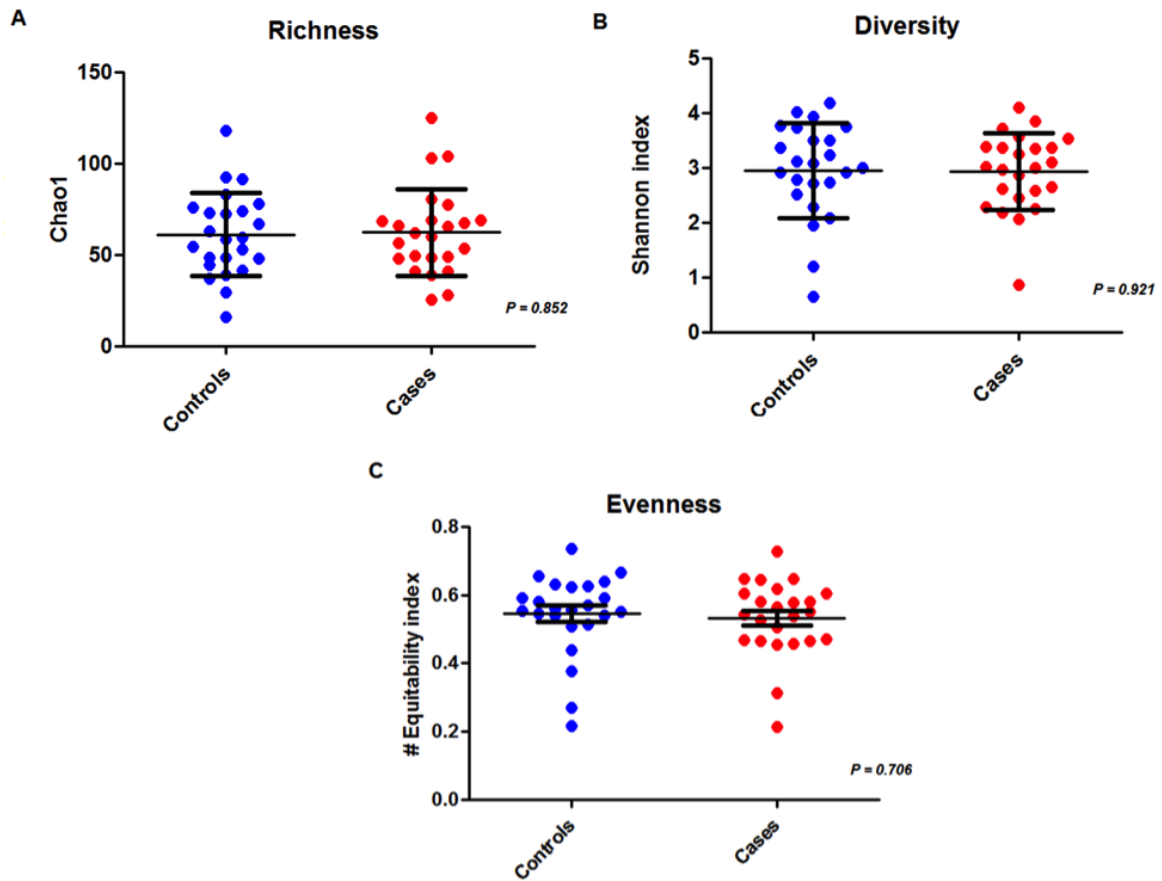 A
Richness
Chao1
150
100
50
0
P = 0.852
Controls
Cases
B
Diversity
Shannon index
5
4
3
2
1
0
P = 0.921
Controls
Cases
C
Evenness
# Equitability index
0.8
0.6
0.4
0.2
0.0
P = 0.706
Controls
Cases